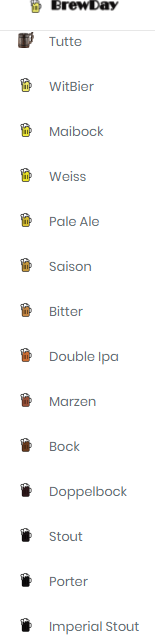 BrewDay
Tutte
WitBier
Maibock
Weiss
Pale Ale
Saison
Bitter
Double Ipa
Marzen
Bock
Doppelbock
Stout
Porter
Imperial Stout